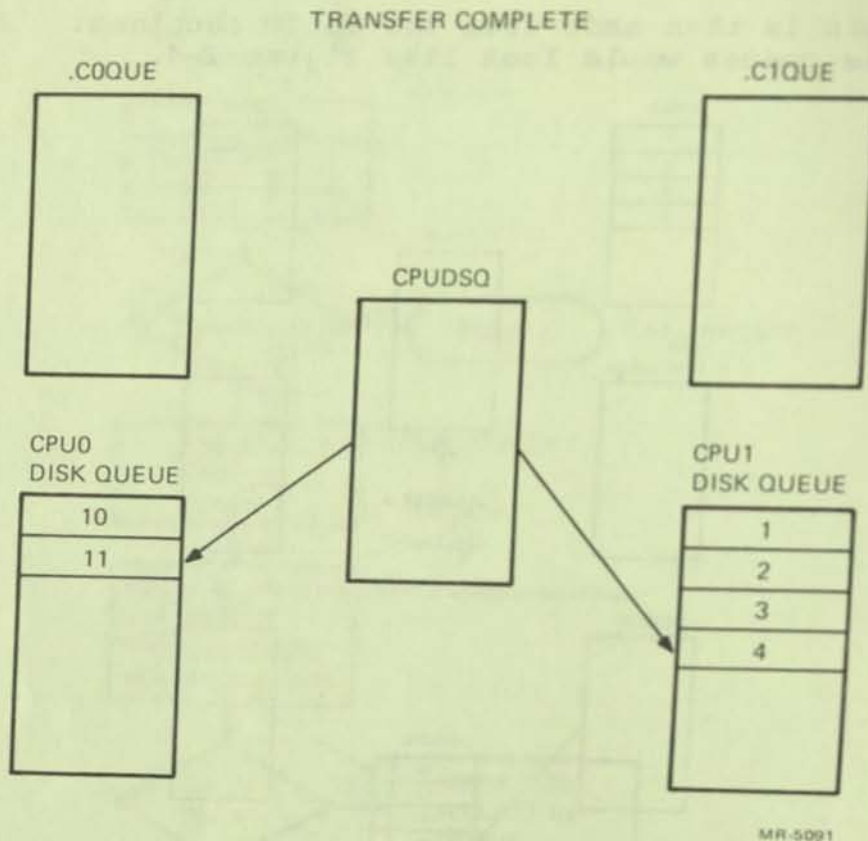 TRANSFER COMPLETE
.C0QUE
.C1QUE
CPUDSQ
CPU0
DISK QUEUE
10
11
CPU1
DISK QUEUE
1
2
3
4
MR-5091